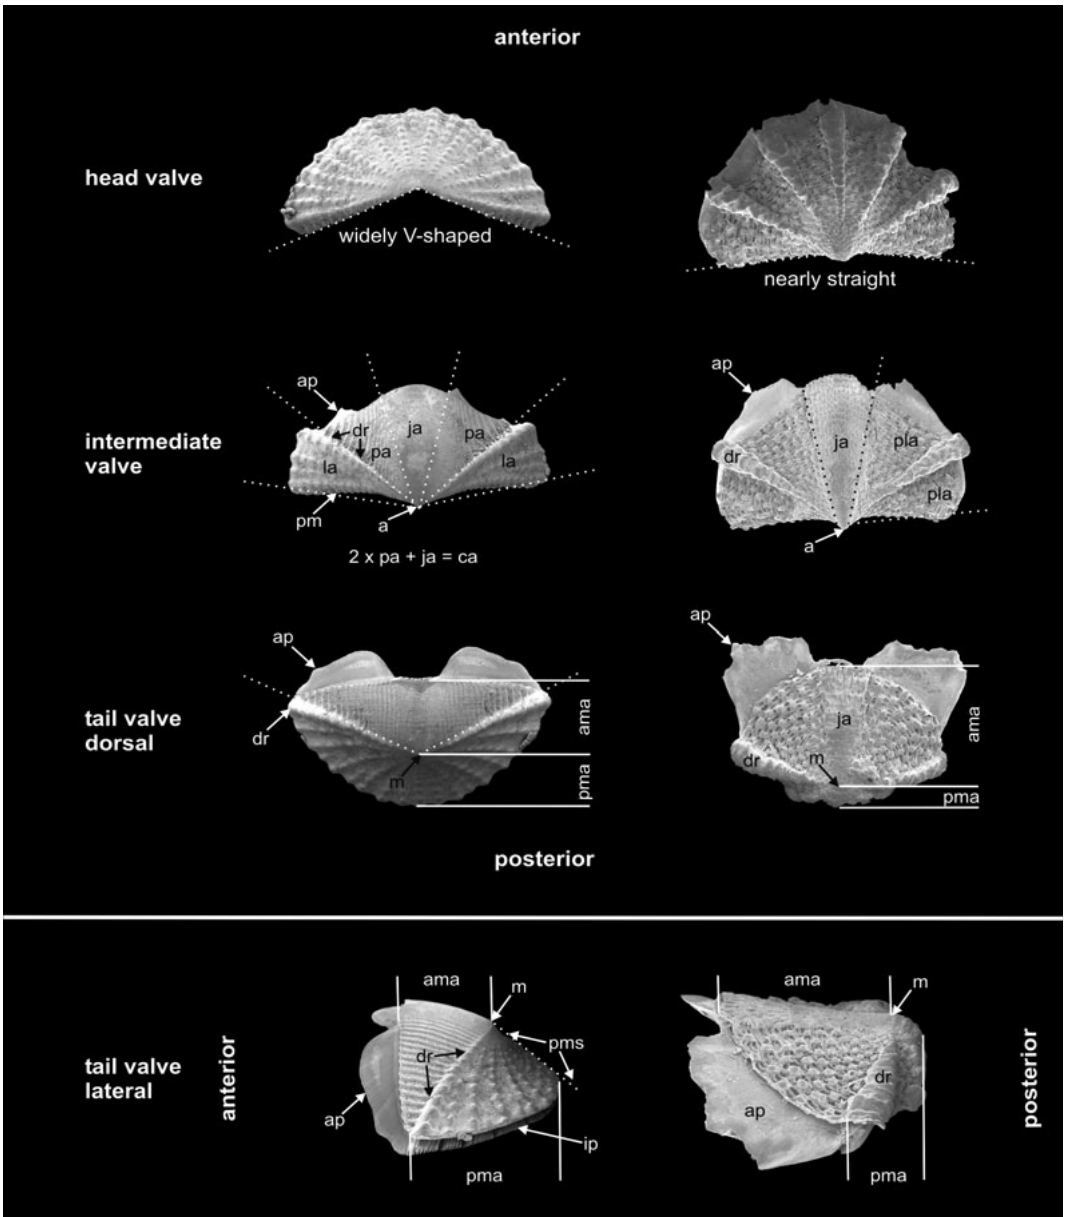 anterior
head valve
widely V-shaped
nearly straight
intermediate
valve
ap
dr
ja
pa
pa
la
la
pm
a
2 x pa + ja = ca
ap
ja
pla
dr
pla
a
tail valve
dorsal
ap
dr
m
ama
pma
ap
ja
dr
m
ama
pma
posterior
tail valve
lateral
anterior
ama
m
pms
dr
ap
ip
pma
ama
m
dr
ap
pma
posterior